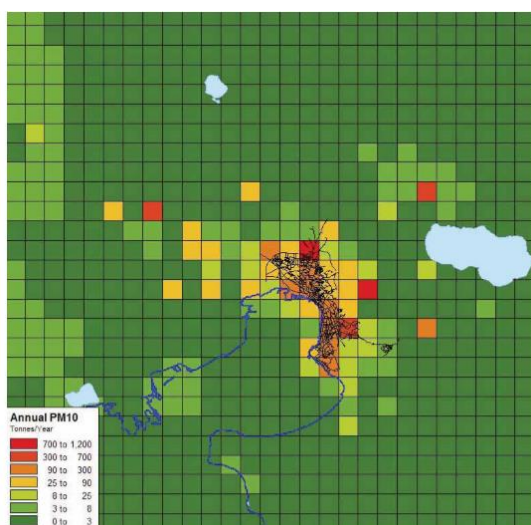 Annual PM10
Tonnes/Year
700 to 1,200
300 to 700
90 to 300
25 to 90
8 to 25
3 to 8
0 to 3